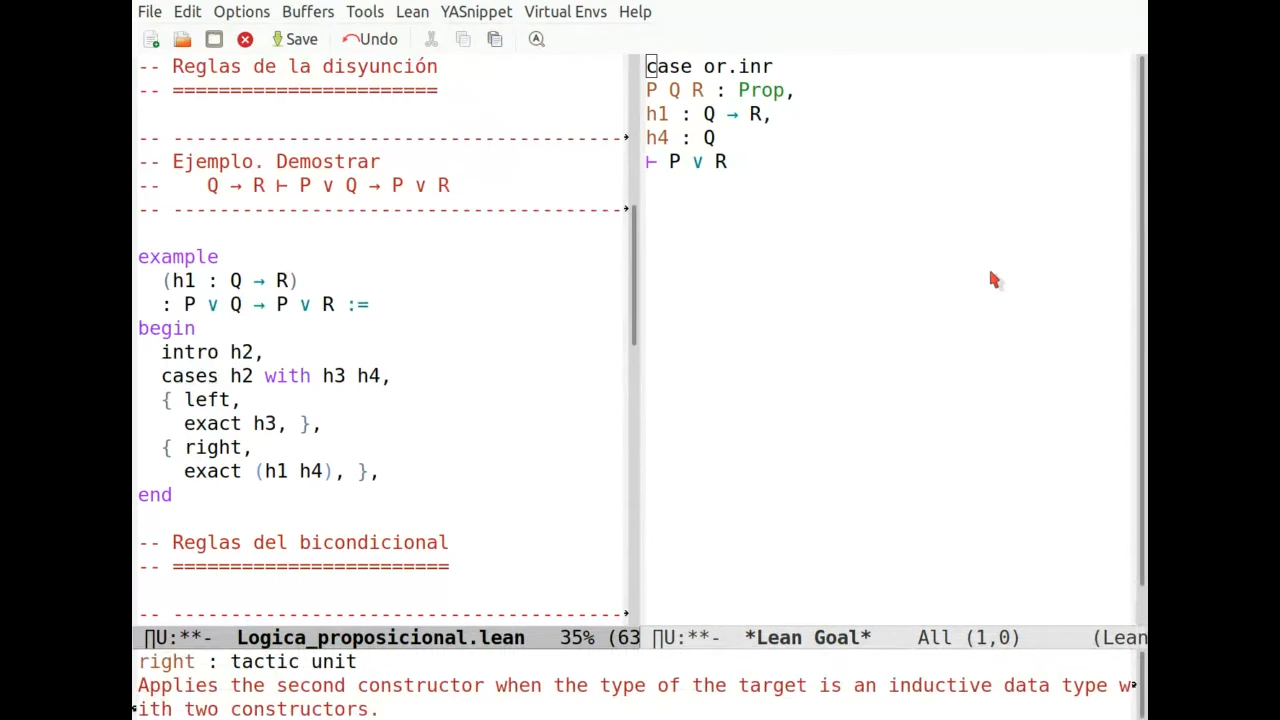 File Edit Options Buffers Tools Lean YASnippet Virtual Envs Help
Save Undo
-- Reglas de la disyunción
-- =======================
-- ---------------------------------------
-- Ejemplo. Demostrar
--    Q → R ⊢ P ∨ Q → P ∨ R
-- ---------------------------------------
example
  (h1 : Q → R)
  : P ∨ Q → P ∨ R :=
begin
  intro h2,
  cases h2 with h3 h4,
  { left,
    exact h3, },
  { right,
    exact (h1 h4), },
end
-- Reglas del bicondicional
-- ========================
-- ---------------------------------------
∏U:**-  Logica_proposicional.lean   35% (63
case or.inr
P Q R : Prop,
h1 : Q → R,
h4 : Q
⊢ P ∨ R
∏U:**-  *Lean Goal*    All (1,0)      (Lean
right : tactic unit
Applies the second constructor when the type of the target is an inductive data type w
ith two constructors.